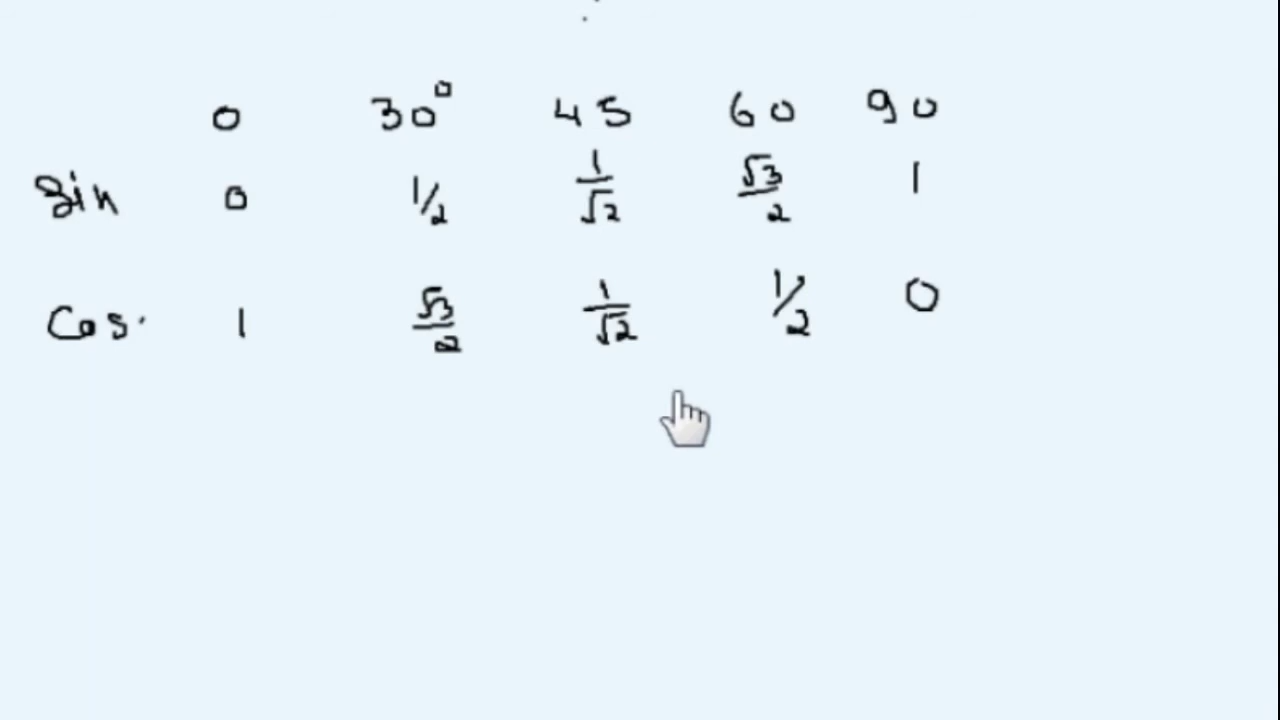 0 30° 45 60 90
Sin 0 1/2 1/√2 √3/2 1
Cos. 1 √3/2 1/√2 1/2 0